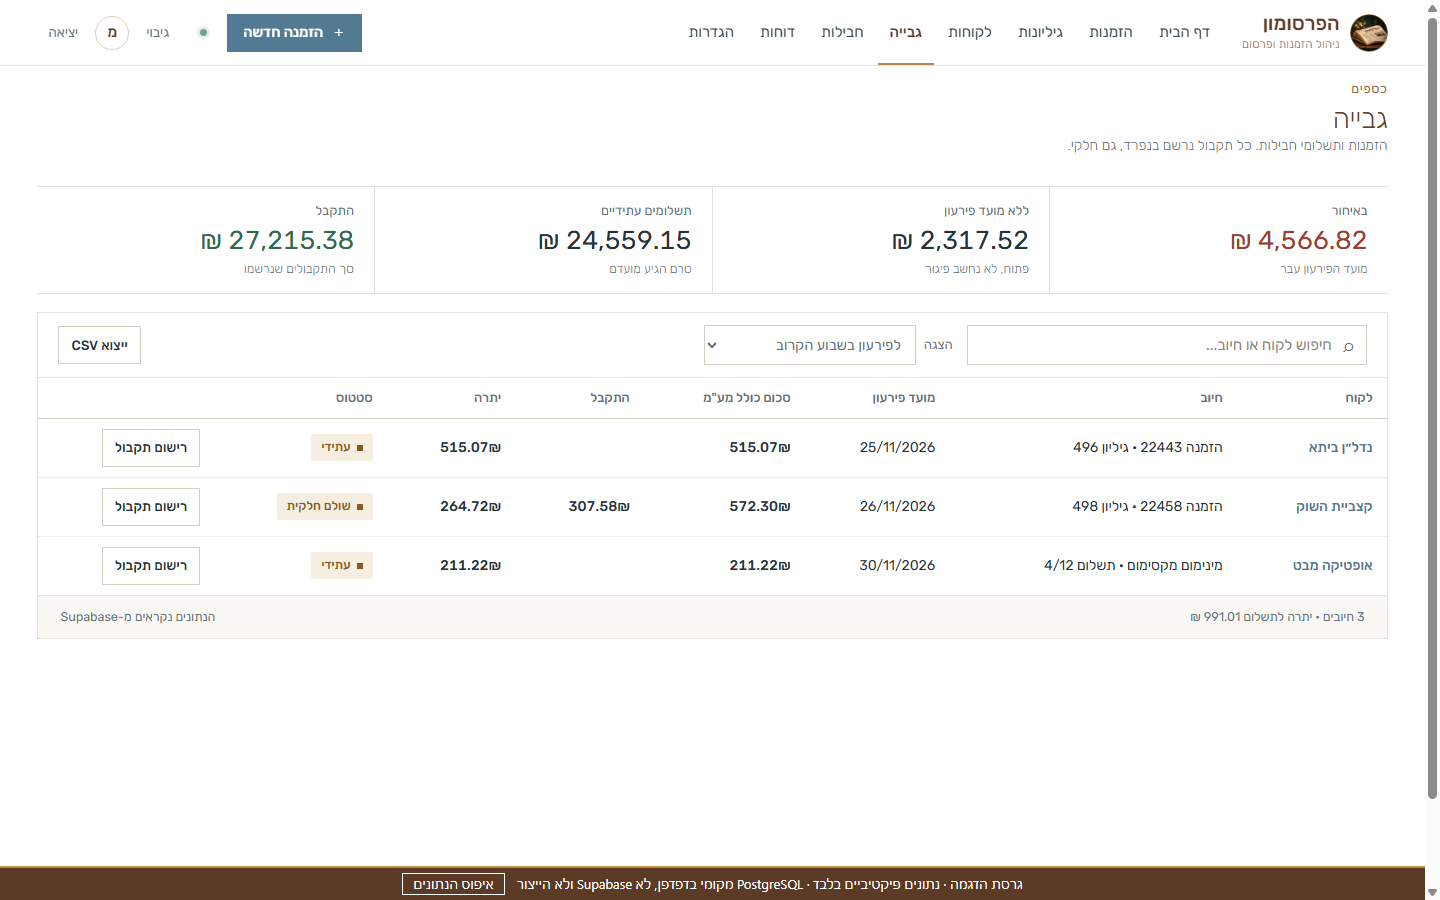 הפרסומון
ניהול הזמנות ופרסום
דף הבית
הזמנות
גיליונות
לקוחות
גבייה
חבילות
דוחות
הגדרות
+ הזמנה חדשה
גיבוי
מ
יציאה
כספים
גבייה
הזמנות ותשלומי חבילות. כל תקבול נרשם בנפרד, גם חלקי.
באיחור
4,566.82 ₪
מועד הפירעון עבר
ללא מועד פירעון
2,317.52 ₪
פתוח, לא נחשב פיגור
תשלומים עתידיים
24,559.15 ₪
טרם הגיע מועדם
התקבל
27,215.38 ₪
סך התקבולים שנרשמו
חיפוש לקוח או חיוב...
הצגה
לפירעון בשבוע הקרוב
ייצוא CSV
לקוח חיוב מועד פירעון סכום כולל מע"מ התקבל יתרה סטטוס
נדל״ן ביתא הזמנה 22443 • גיליון 496 25/11/2026 ₪515.07 ₪515.07 עתידי רישום תקבול
קצביית השוק הזמנה 22458 • גיליון 498 26/11/2026 ₪572.30 ₪307.58 ₪264.72 שולם חלקית רישום תקבול
אופטיקה מבט מינימום מקסימום • תשלום 4/12 30/11/2026 ₪211.22 ₪211.22 עתידי רישום תקבול
3 חיובים • יתרה לתשלום 991.01 ₪
הנתונים נקראים מ-Supabase
גרסת הדגמה · נתונים פיקטיביים בלבד · PostgreSQL מקומי בדפדפן, לא Supabase ולא הייצור
איפוס הנתונים